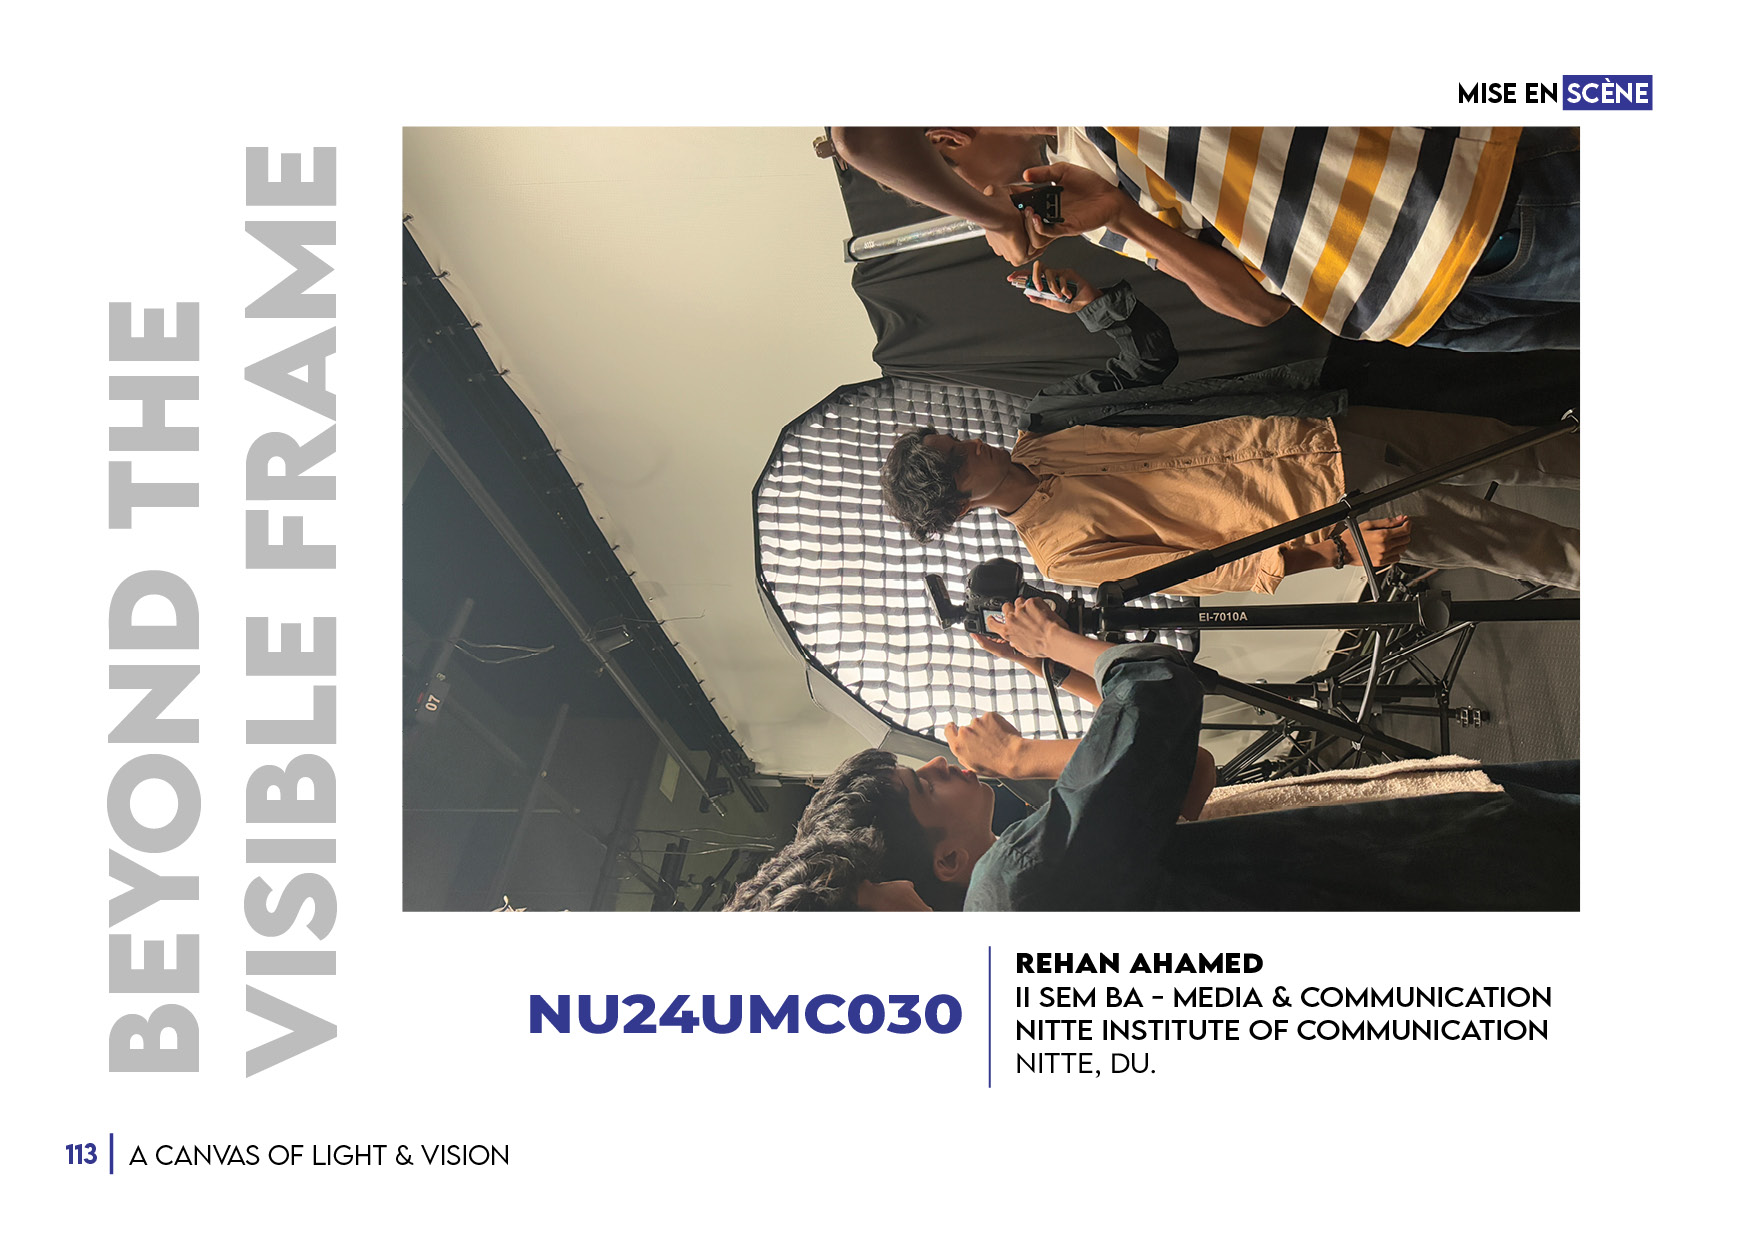 MISE EN SCÈNE
BEYOND THE
VISIBLE FRAME
07
EI-7010A
NU24UMC030
REHAN AHAMED
II SEM BA - MEDIA & COMMUNICATION
NITTE INSTITUTE OF COMMUNICATION
NITTE, DU.
113
A CANVAS OF LIGHT & VISION